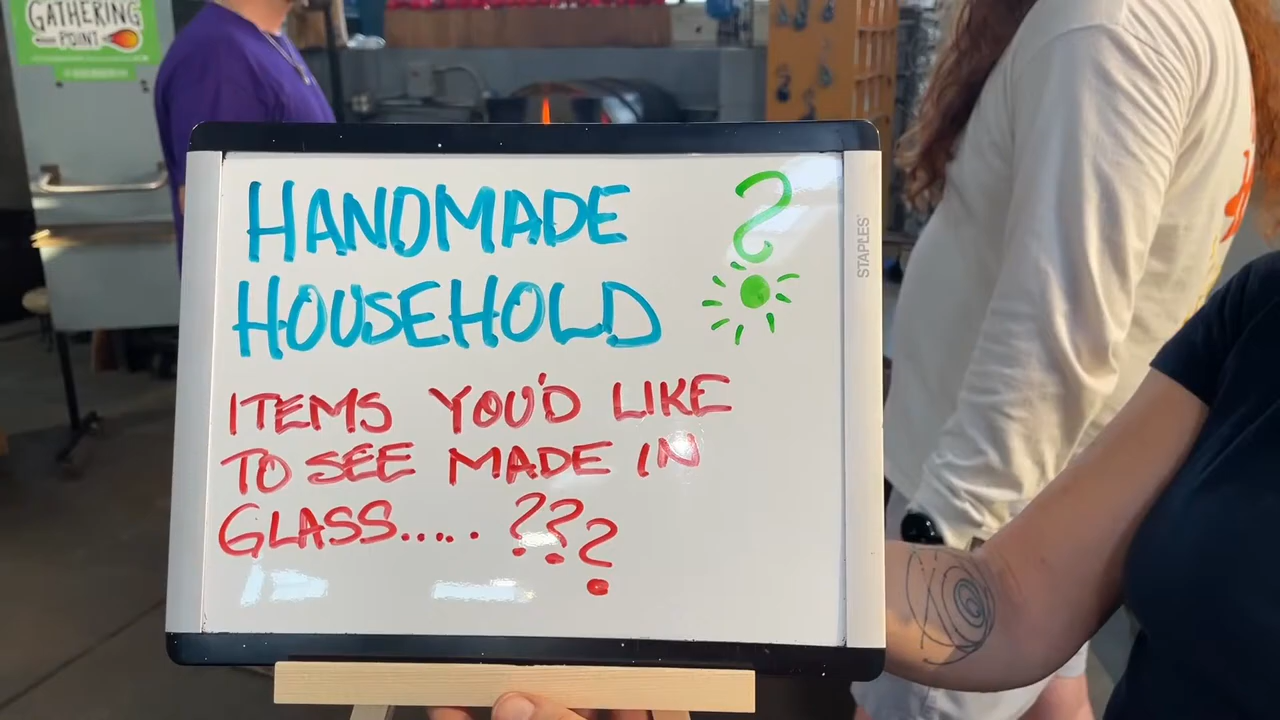 GATHERING
POINT
HANDMADE ?
HOUSEHOLD
ITEMS YOU'D LIKE
TO SEE MADE IN
GLASS..... ???
STAPLES